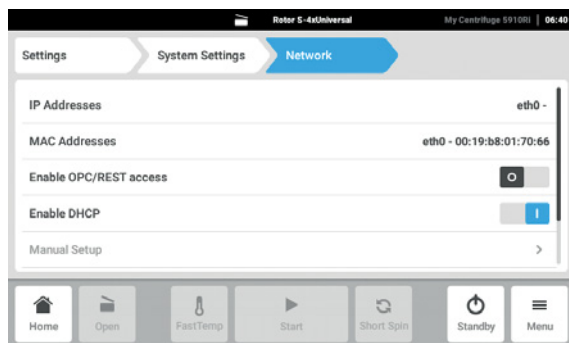 Rotor S-4xUniversal
My Centrifuge 5910Ri | 06:40
Settings
System Settings
Network
IP Addresses
eth0 -
MAC Addresses
eth0 - 00:19:b8:01:70:66
Enable OPC/REST access
O
Enable DHCP
I
Manual Setup
Home
Open
FastTemp
Start
Short Spin
Standby
Menu